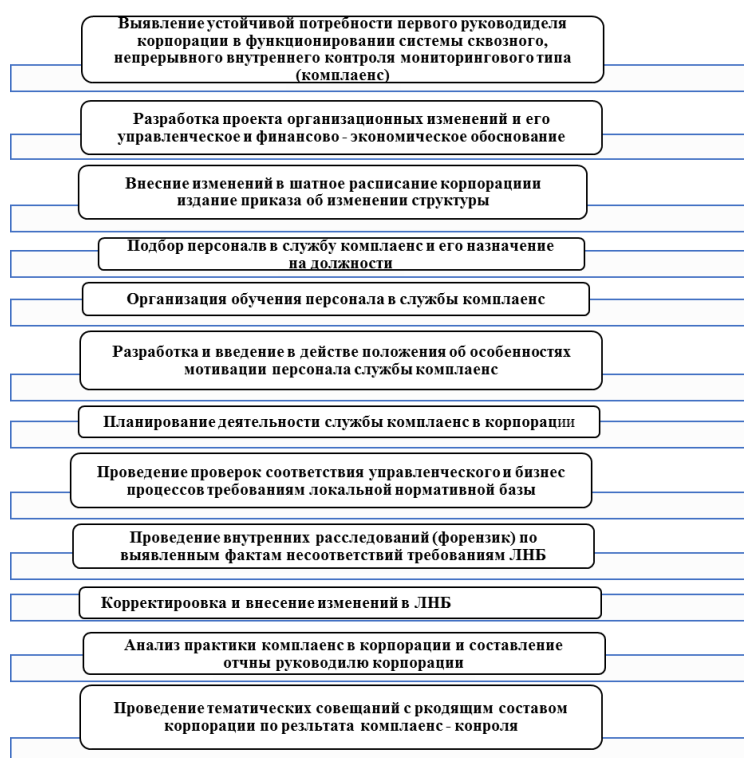 Выявление устойчивой потребности первого руководиделя
корпорации в функционировании системы сквозного,
непрерывного внутреннего контроля мониторингового типа
(комплаенс)
Разработка проекта организационных изменений и его
управленческое и финансово - экономическое обоснование
Внесние изменений в шатное расписание корпорациии
издание приказа об изменении структуры
Подбор персоналв в службу комплаенс и его назначение
на должности
Организация обучения персонала в службы комплаенс
Разработка и введение в действе положения об особенностях
мотивации персонала службы комплаенс
Планирование деятельности службы комплаенс в корпорации
Проведение проверок соответствия управленческого и бизнес
процессов требованиям локальной нормативной базы
Проведение внутренних расследований (форензик) по
выявленным фактам несоответствий требованиям ЛНБ
Корректироовка и внесение изменений в ЛНБ
Анализ практики комплаенс в корпорации и составление
отчны руководилю корпорации
Проведение тематических совещаний с ркодящим составом
корпорации по резльтата комплаенс - конроля